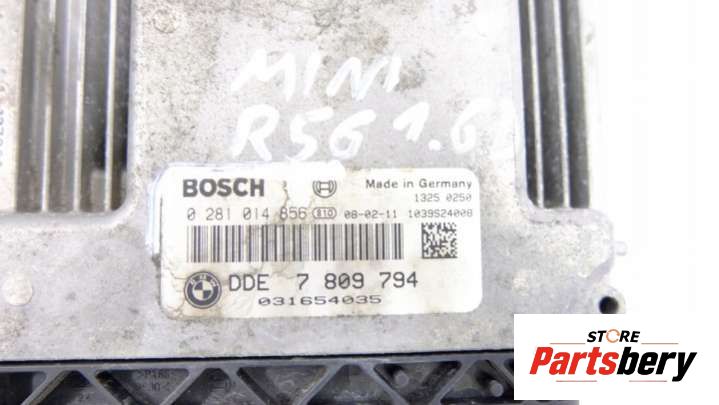 MINI
R56 1.6
BOSCH
Made in Germany
1325 0250
0 281 014 856 810 08-02-11 1039S24008
DDE 7 809 794
031654035
STORE
Partsbery